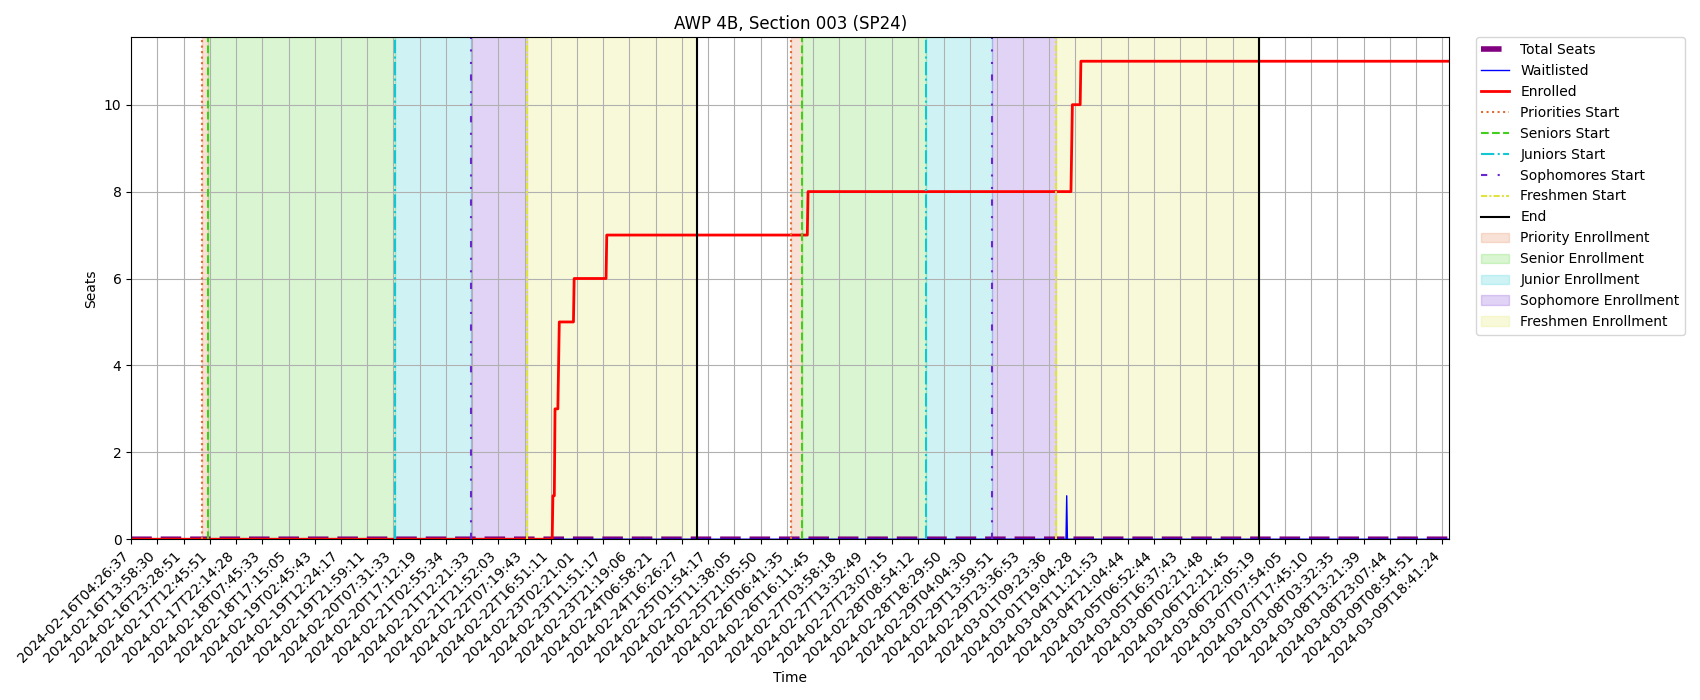 AWP 4B, Section 003 (SP24)
Total Seats
Waitlisted
Enrolled
Priorities Start
Seniors Start
Juniors Start
Sophomores Start
Freshmen Start
End
Priority Enrollment
Senior Enrollment
Junior Enrollment
Sophomore Enrollment
Freshmen Enrollment
Seats
10
8
6
4
2
0
2024-02-16T04:26:37
2024-02-16T13:58:30
2024-02-16T23:28:51
2024-02-17T12:45:51
2024-02-17T22:14:28
2024-02-18T07:45:33
2024-02-18T17:15:05
2024-02-19T02:45:43
2024-02-19T12:24:17
2024-02-19T21:59:11
2024-02-20T07:31:33
2024-02-20T17:12:19
2024-02-21T02:55:34
2024-02-21T12:21:33
2024-02-21T21:52:03
2024-02-22T07:19:43
2024-02-22T16:51:11
2024-02-23T02:21:01
2024-02-23T11:51:17
2024-02-23T21:19:06
2024-02-24T06:58:21
2024-02-24T16:26:27
2024-02-25T01:54:17
2024-02-25T11:38:05
2024-02-25T21:05:50
2024-02-26T06:41:35
2024-02-26T16:11:45
2024-02-27T03:58:18
2024-02-27T13:32:49
2024-02-27T23:07:15
2024-02-28T08:54:12
2024-02-28T18:29:50
2024-02-29T04:04:30
2024-02-29T13:59:51
2024-02-29T23:36:53
2024-03-01T09:23:36
2024-03-01T19:04:28
2024-03-04T11:21:53
2024-03-04T21:04:44
2024-03-05T06:52:44
2024-03-05T16:37:43
2024-03-06T02:21:48
2024-03-06T12:21:45
2024-03-06T22:05:19
2024-03-07T07:54:05
2024-03-07T17:45:10
2024-03-08T03:32:35
2024-03-08T13:21:39
2024-03-08T23:07:44
2024-03-09T08:54:51
2024-03-09T18:41:24
Time